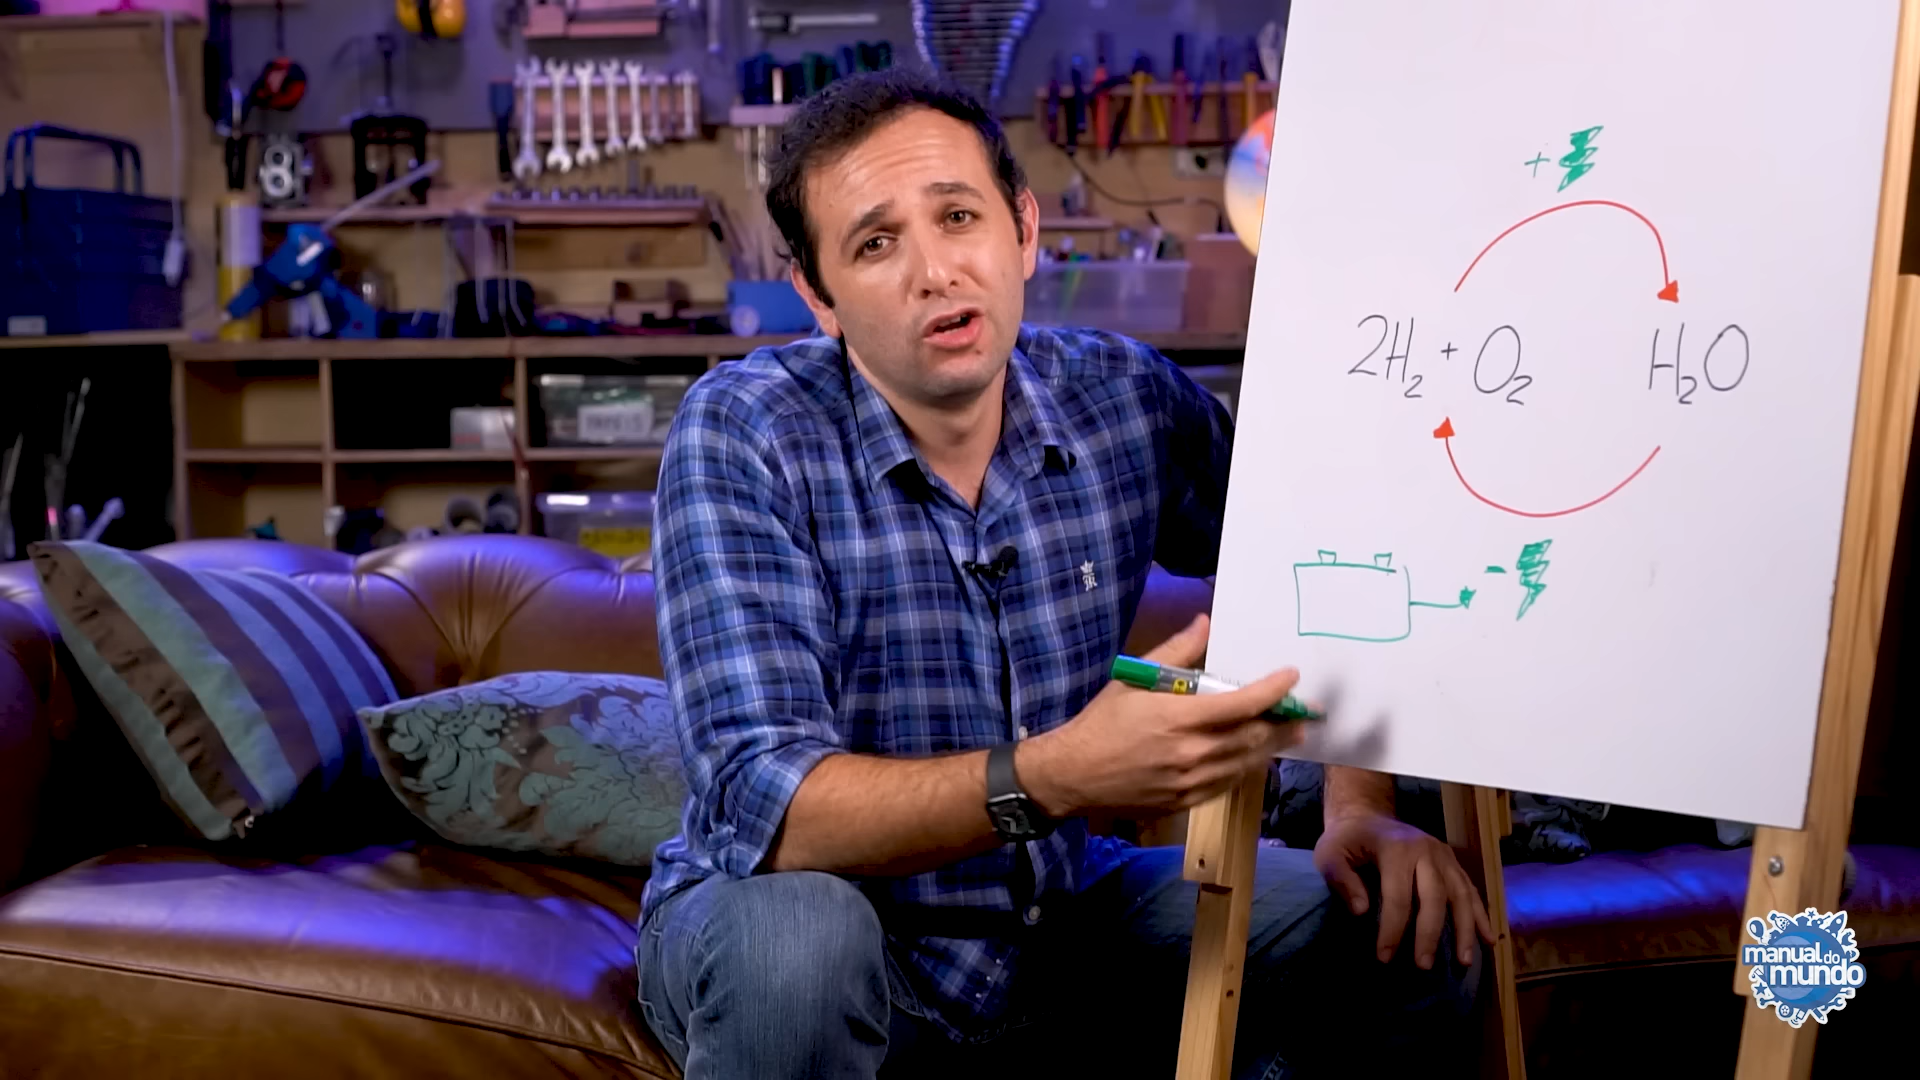 +
2H₂ + O₂ H₂O
-
manual do
mundo